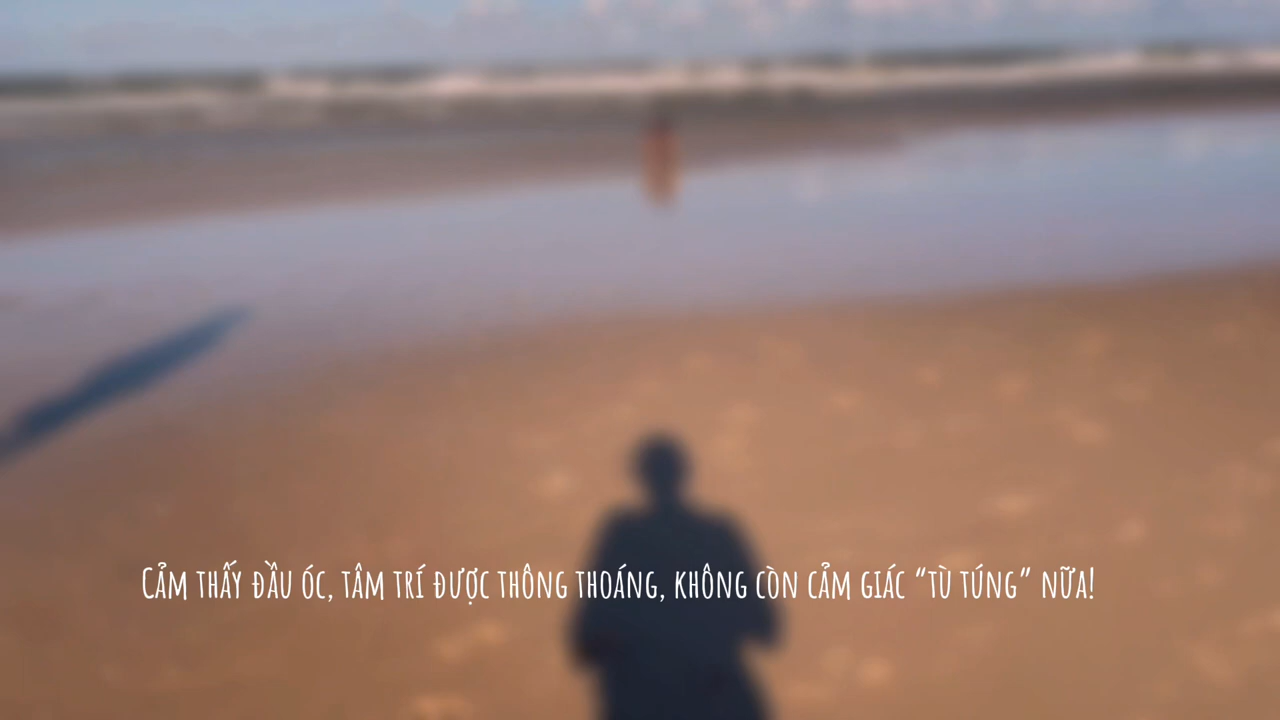 Cảm thấy đầu óc, tâm trí được thông thoáng, không còn cảm giác “tù túng” nữa!